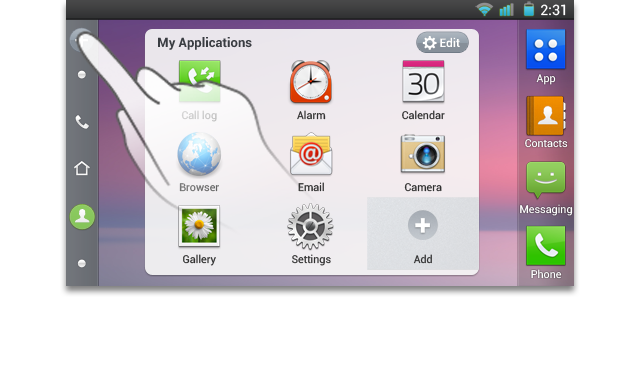 2:31
My Applications
Edit
App
Call log
Alarm
30
Calendar
Contacts
Browser
@
Email
Camera
Messaging
Gallery
Settings
Add
Phone